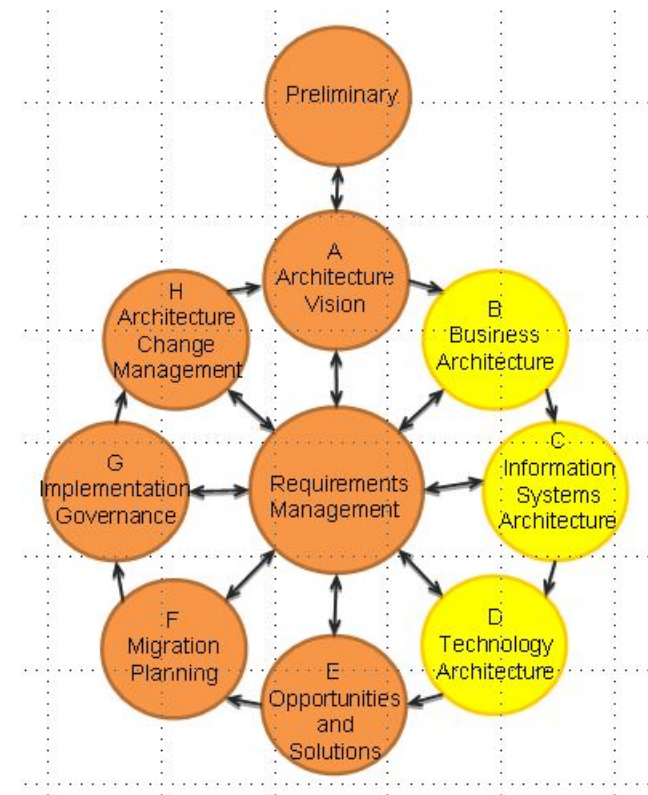 Preliminary
A
Architecture
Vision
H
Architecture
Change
Management
B
Business
Architecture
G
Implementation
Governance
Requirements
Management
C
Information
Systems
Architecture
F
Migration
Planning
E
Opportunities
and
Solutions
D
Technology
Architecture